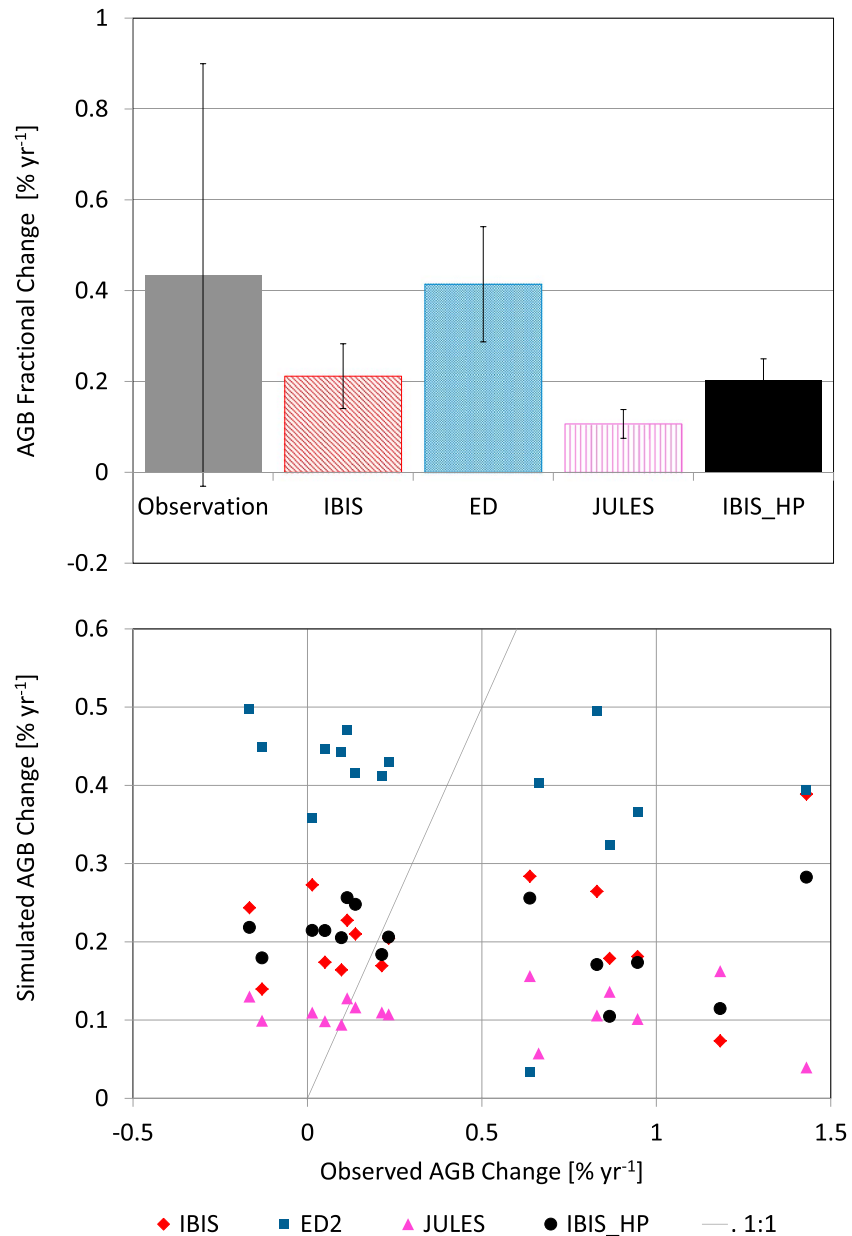 AGB Fractional Change [% yr-1]
1
0.8
0.6
0.4
0.2
0
-0.2
Observation IBIS ED JULES IBIS_HP
Simulated AGB Change [% yr-1]
0.6
0.5
0.4
0.3
0.2
0.1
0
-0.5 0 0.5 1 1.5
Observed AGB Change [% yr-1]
IBIS ED2 JULES IBIS_HP . 1:1